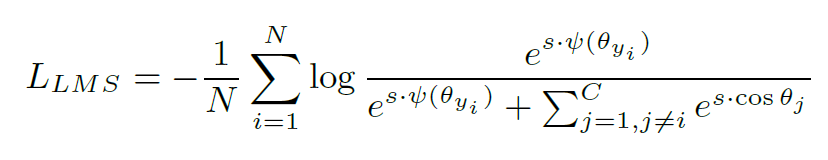 L_{LMS} = -\frac{1}{N} \sum_{i=1}^{N} \log \frac{e^{s \cdot \psi(\theta_{y_i})}}{e^{s \cdot \psi(\theta_{y_i})} + \sum_{j=1, j \neq i}^{C} e^{s \cdot \cos \theta_j}}